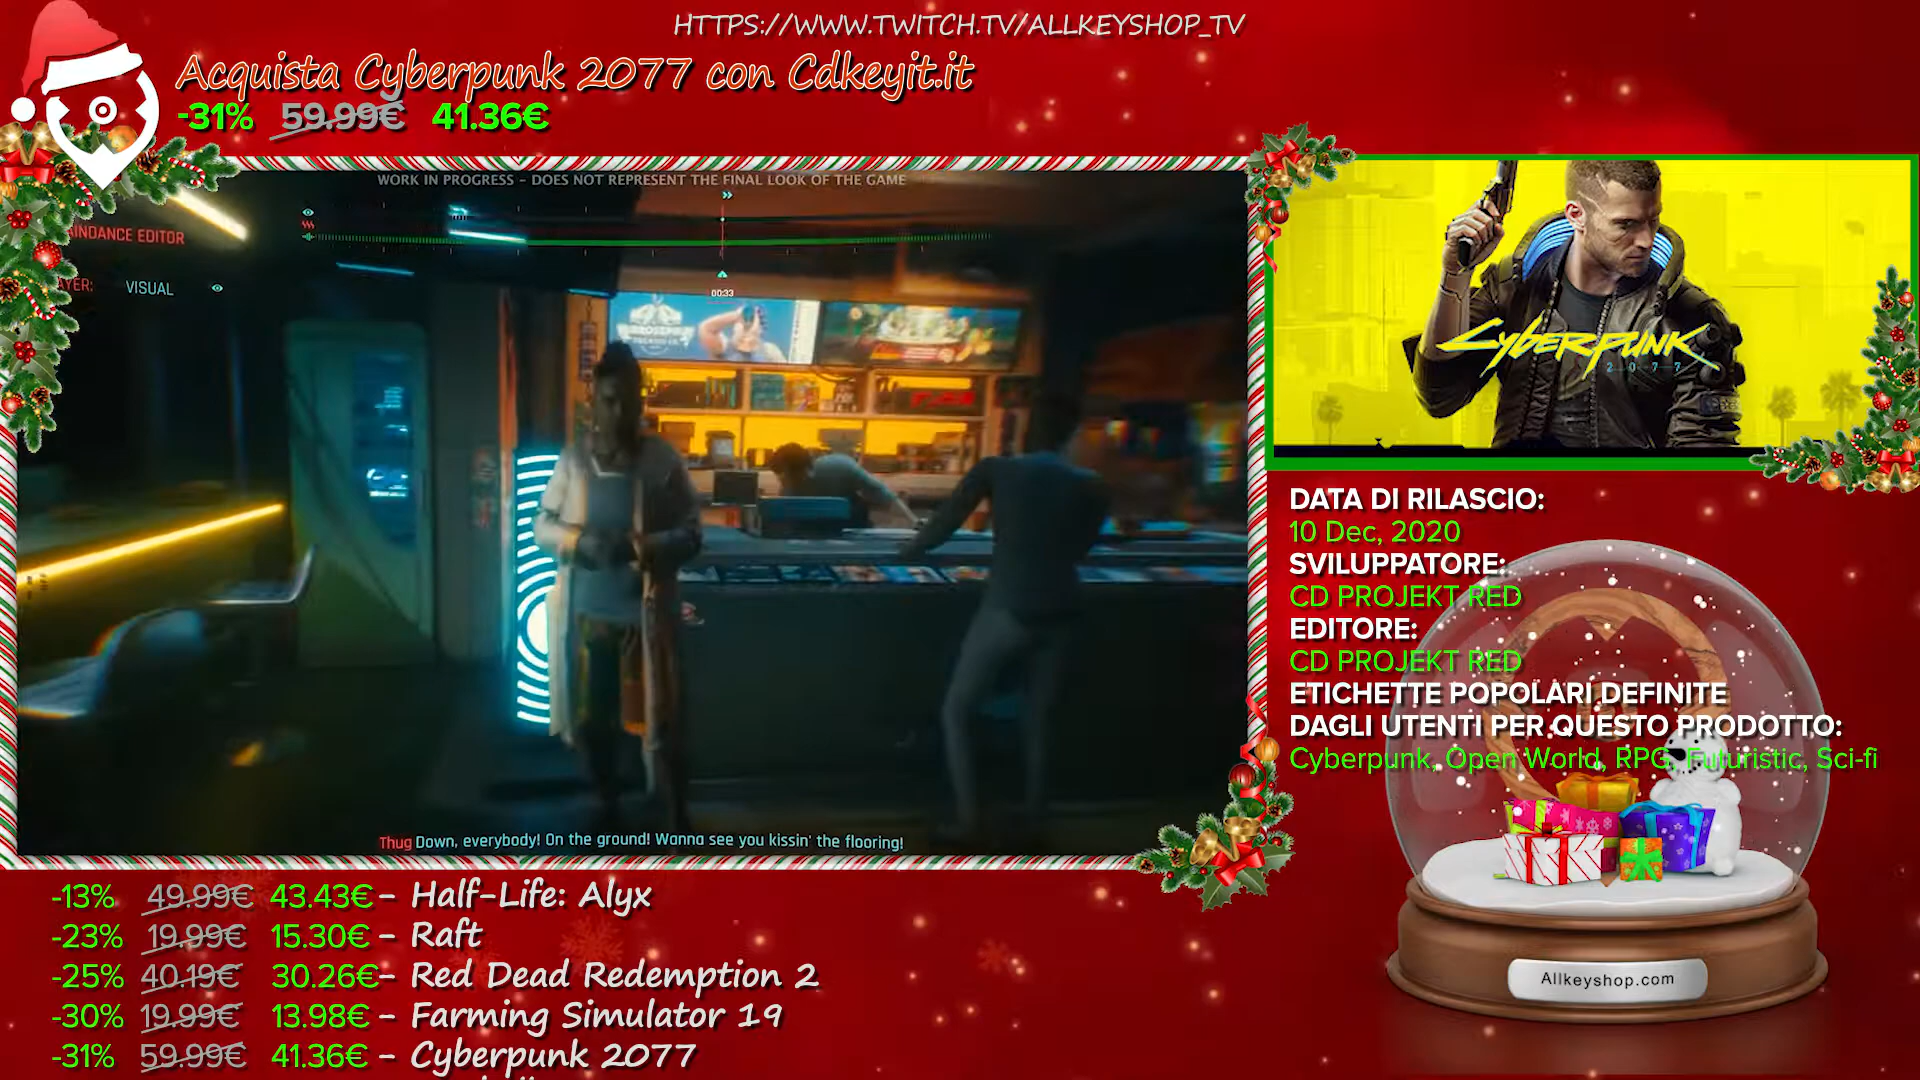 HTTPS://WWW.TWITCH.TV/ALLKEYSHOP_TV
Acquista Cyberpunk 2077 con Cdkeyit.it
-31% 59.99€ 41.36€
WORK IN PROGRESS - DOES NOT REPRESENT THE FINAL LOOK OF THE GAME
AINDANCE EDITOR
AYER: VISUAL
00:33
Thug Down, everybody! On the ground! Wanna see you kissin' the flooring!
CYBERPUNK
2077
DATA DI RILASCIO:
10 Dec, 2020
SVILUPPATORE:
CD PROJEKT RED
EDITORE:
CD PROJEKT RED
ETICHETTE POPOLARI DEFINITE
DAGLI UTENTI PER QUESTO PRODOTTO:
Cyberpunk, Open World, RPG, Futuristic, Sci-fi
Allkeyshop.com
-13% 49.99€ 43.43€ - Half-Life: Alyx
-23% 19.99€ 15.30€ - Raft
-25% 40.19€ 30.26€ - Red Dead Redemption 2
-30% 19.99€ 13.98€ - Farming Simulator 19
-31% 59.99€ 41.36€ - Cyberpunk 2077